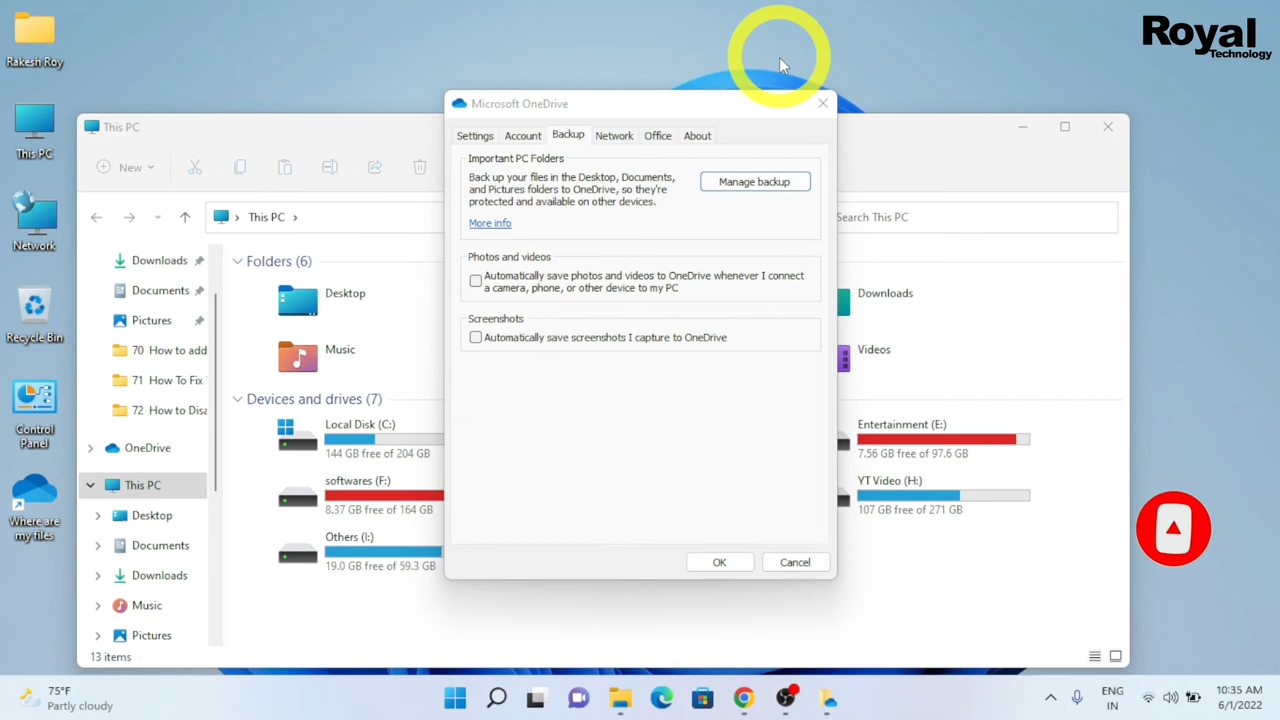 Rakesh Roy
This PC
Network
Recycle Bin
Control
Panel
Where are
my files
Royal
Technology
This PC
New
This PC
Search This PC
Downloads
Documents
Pictures
70 How to add
71 How To Fix
72 How to Disa
OneDrive
This PC
Desktop
Documents
Downloads
Music
Pictures
13 items
Folders (6)
Desktop
Music
Downloads
Videos
Devices and drives (7)
Local Disk (C:)
144 GB free of 204 GB
softwares (F:)
8.37 GB free of 164 GB
Others (I:)
19.0 GB free of 59.3 GB
Entertainment (E:)
7.56 GB free of 97.6 GB
YT Video (H:)
107 GB free of 271 GB
Microsoft OneDrive
Settings Account Backup Network Office About
Important PC Folders
Back up your files in the Desktop, Documents,
and Pictures folders to OneDrive, so they're
protected and available on other devices.
Manage backup
More info
Photos and videos
Automatically save photos and videos to OneDrive whenever I connect
a camera, phone, or other device to my PC
Screenshots
Automatically save screenshots I capture to OneDrive
OK Cancel
75°F
Partly cloudy
ENG
IN
10:35 AM
6/1/2022